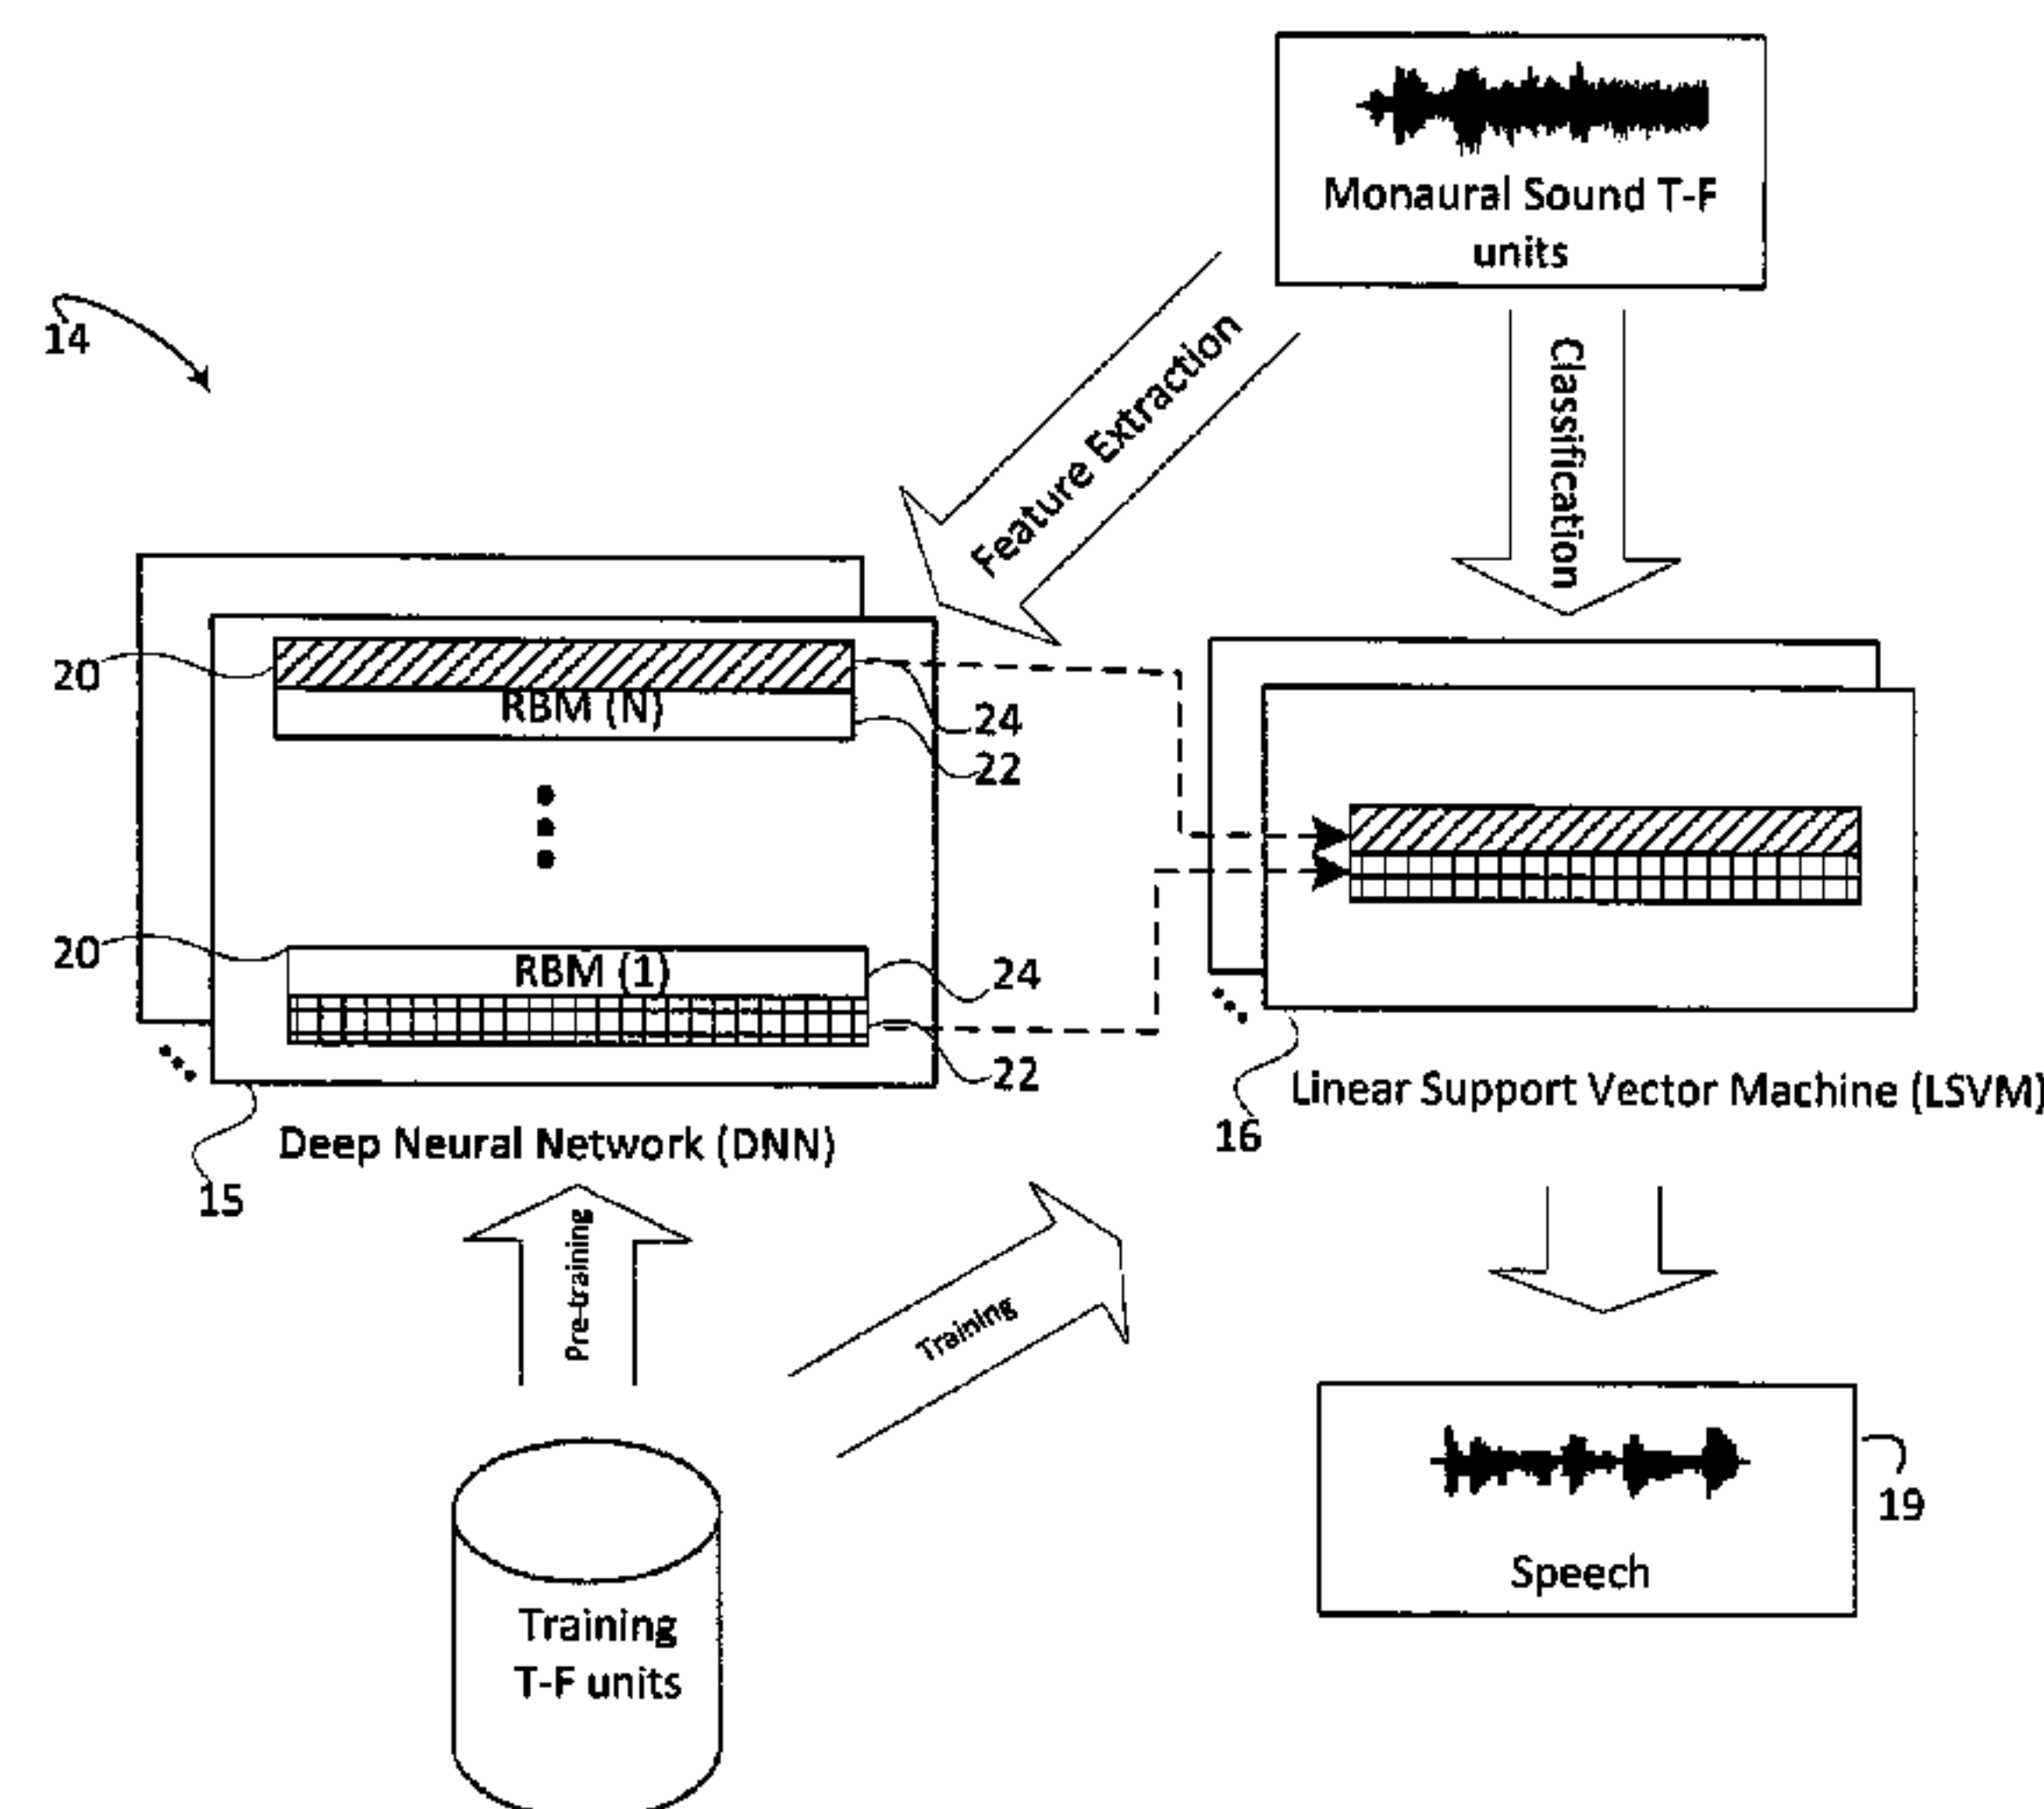 Monaural Sound T-F
units
14
Feature Extraction
Classification
20
RBM (N)
24
22
20
RBM (1)
24
22
Linear Support Vector Machine (LSVM)
16
Deep Neural Network (DNN)
15
Pre-training
Training
19
Speech
Training
T-F units